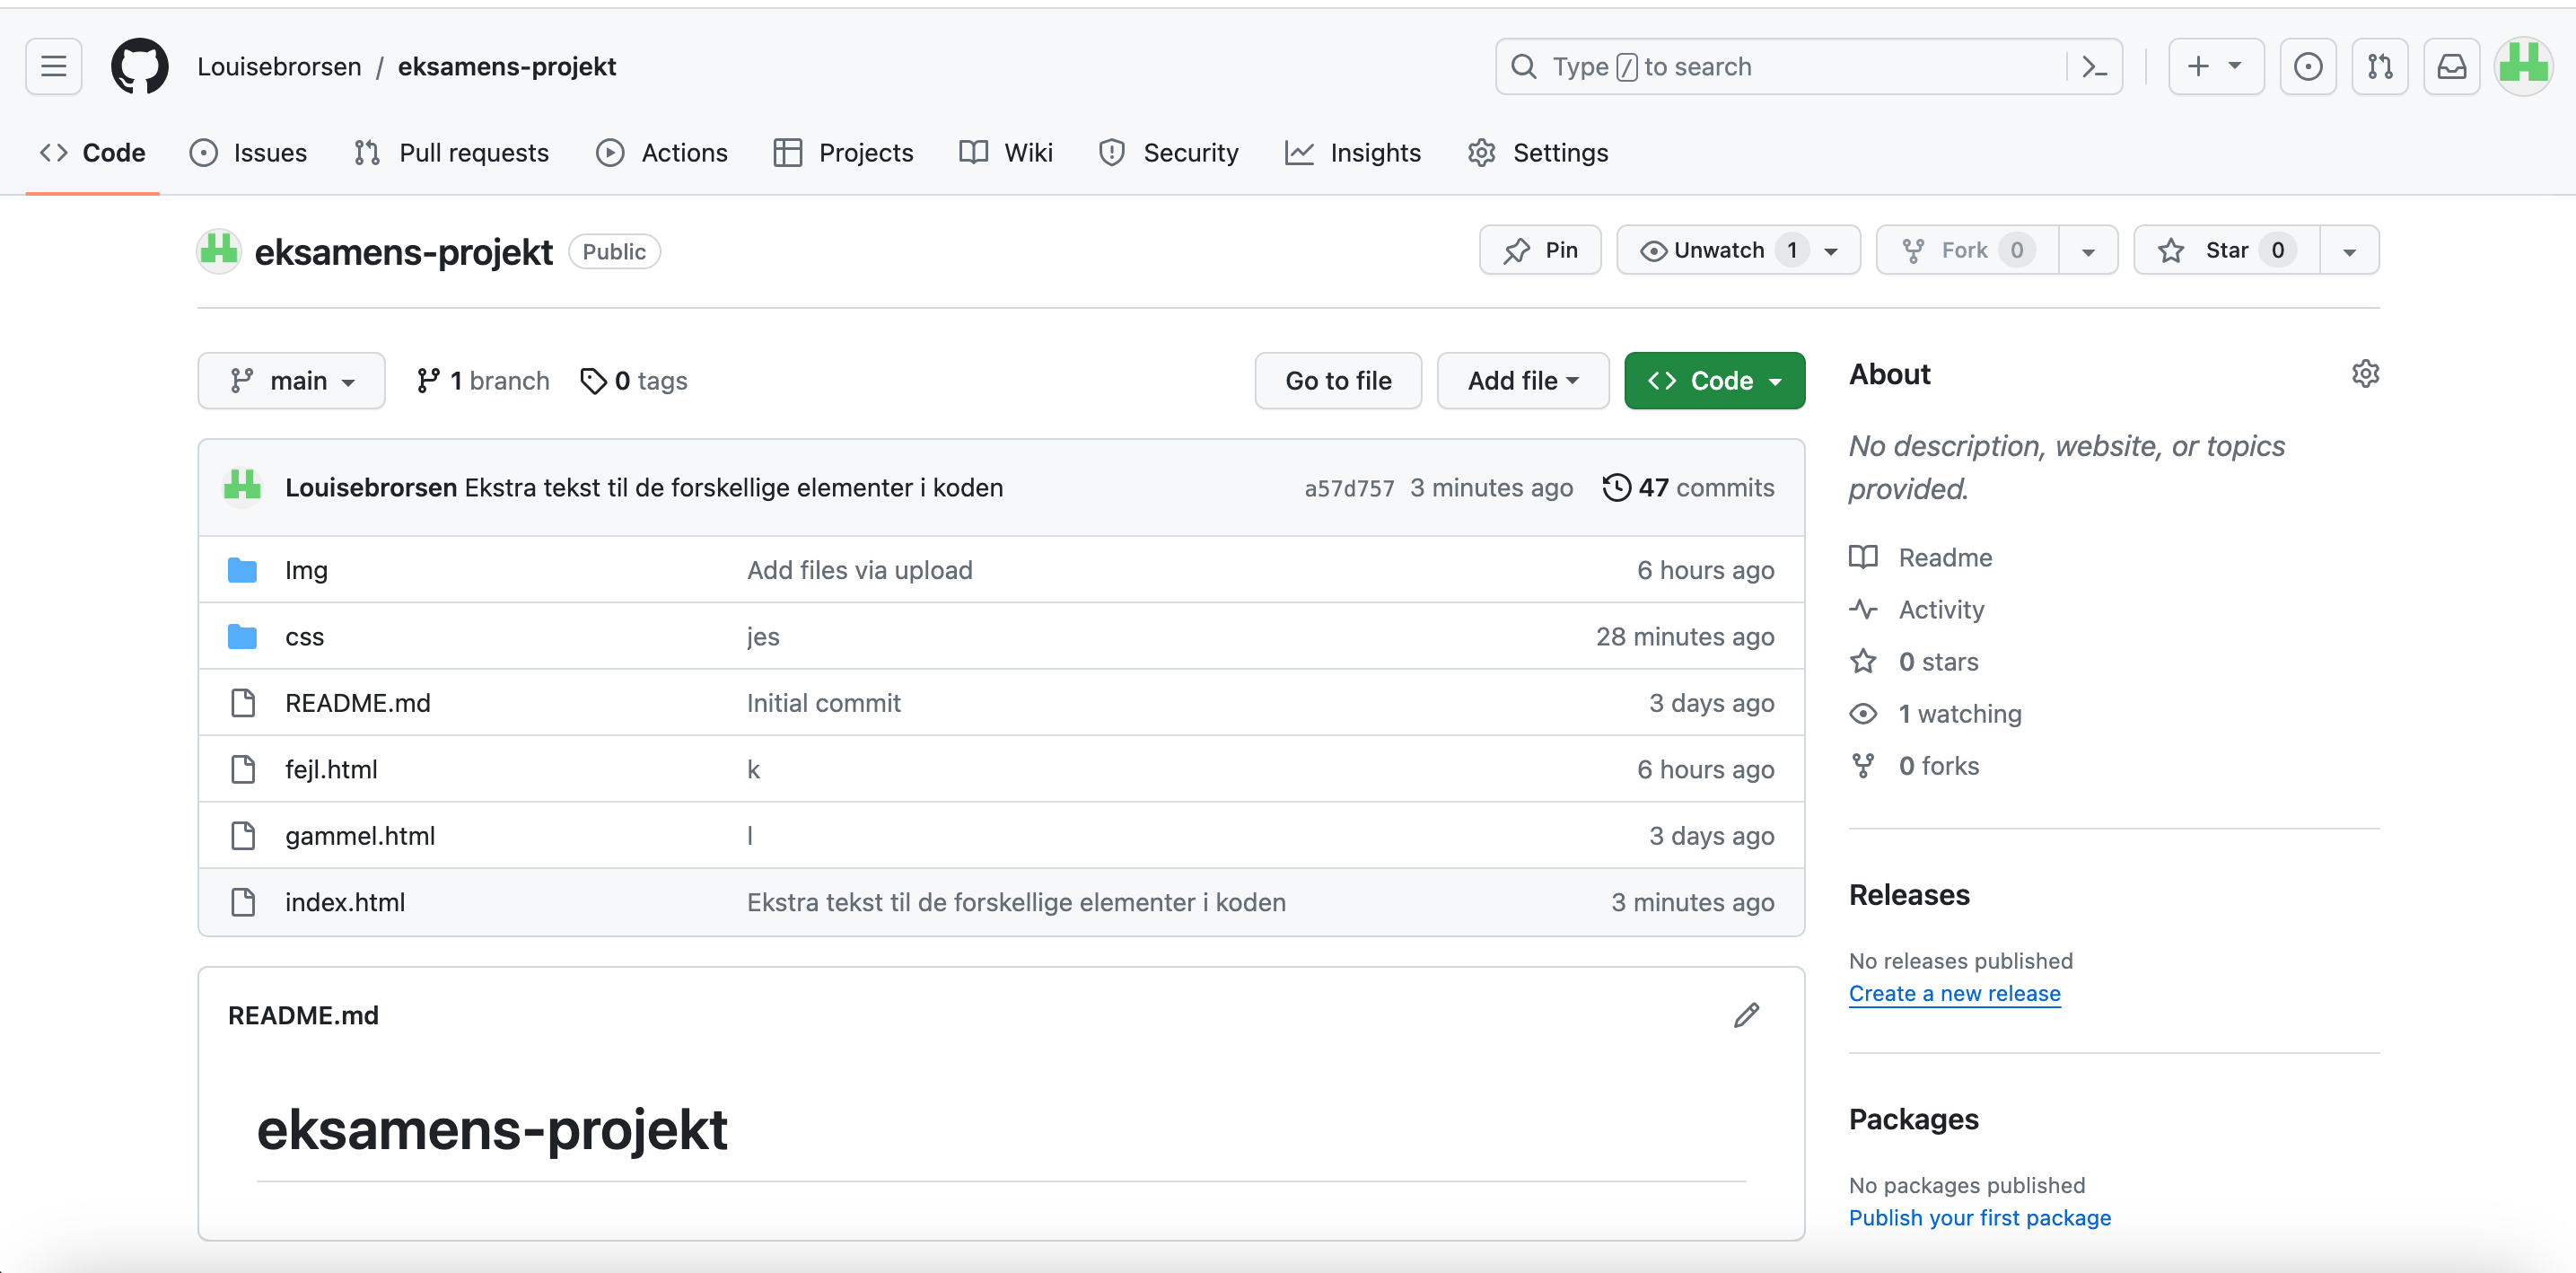 Louisebrorsen / eksamens-projekt
Type / to search
Code Issues Pull requests Actions Projects Wiki Security Insights Settings
eksamens-projekt Public
Pin Unwatch 1 Fork 0 Star 0
main 1 branch 0 tags
Go to file Add file Code
Louisebrorsen Ekstra tekst til de forskellige elementer i koden a57d757 3 minutes ago 47 commits
Img Add files via upload 6 hours ago
css jes 28 minutes ago
README.md Initial commit 3 days ago
fejl.html k 6 hours ago
gammel.html l 3 days ago
index.html Ekstra tekst til de forskellige elementer i koden 3 minutes ago
README.md
eksamens-projekt
About
No description, website, or topics
provided.
Readme
Activity
0 stars
1 watching
0 forks
Releases
No releases published
Create a new release
Packages
No packages published
Publish your first package